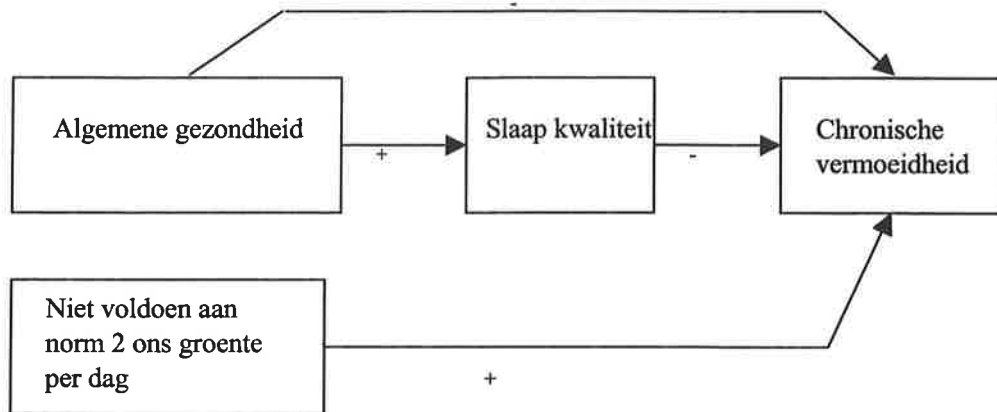 -
Algemene gezondheid
+
Slaap kwaliteit
-
Chronische
vermoeidheid
Niet voldoen aan
norm 2 ons groente
per dag
+